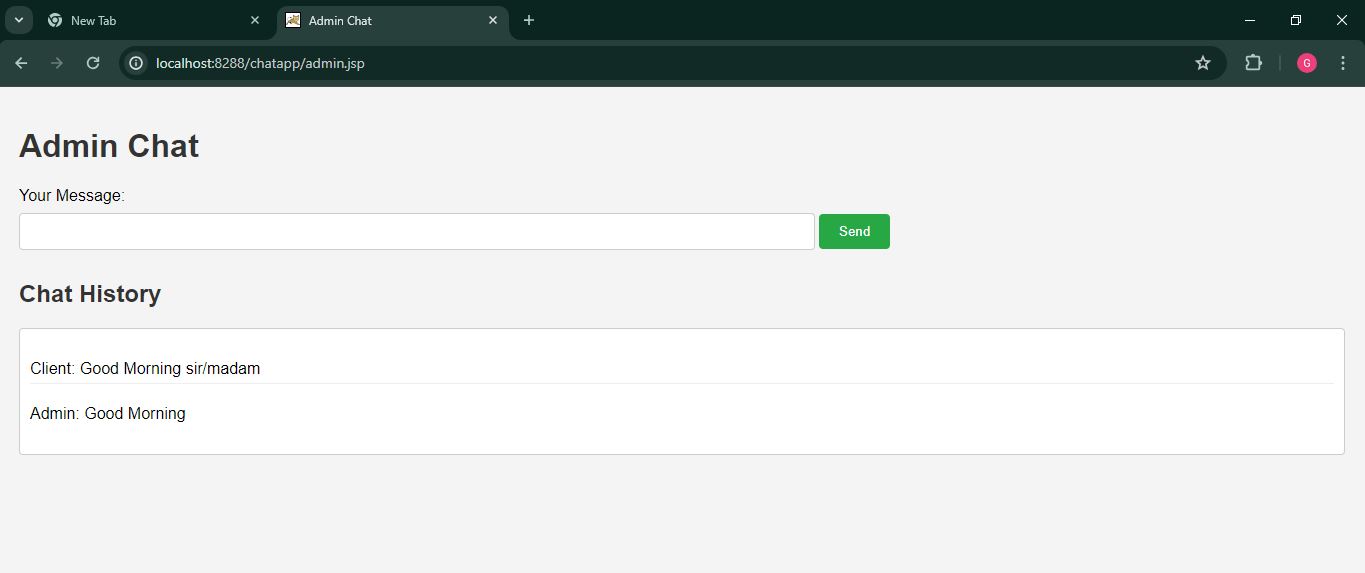 New Tab
Admin Chat
localhost:8288/chatapp/admin.jsp
G
Admin Chat
Your Message:
Send
Chat History
Client: Good Morning sir/madam
Admin: Good Morning